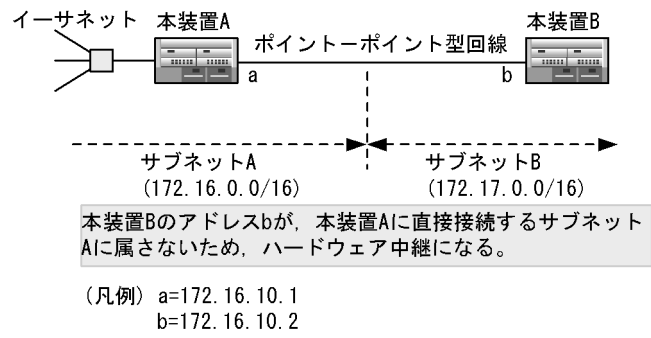 イーサネット 本装置A 本装置B
ポイントーポイント型回線
a b
サブネットA サブネットB
(172.16.0.0/16) (172.17.0.0/16)
本装置Bのアドレスbが，本装置Aに直接接続するサブネット
Aに属さないため，ハードウェア中継になる。
(凡例) a=172.16.10.1
b=172.16.10.2